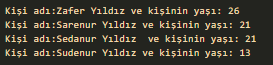 Kişi adı:Zafer Yıldız ve kişinin yaşı: 26
Kişi adı:Sarenur Yıldız ve kişinin yaşı: 21
Kişi adı:Sedanur Yıldız  ve kişinin yaşı: 21
Kişi adı:Sudenur Yıldız ve kişinin yaşı: 13